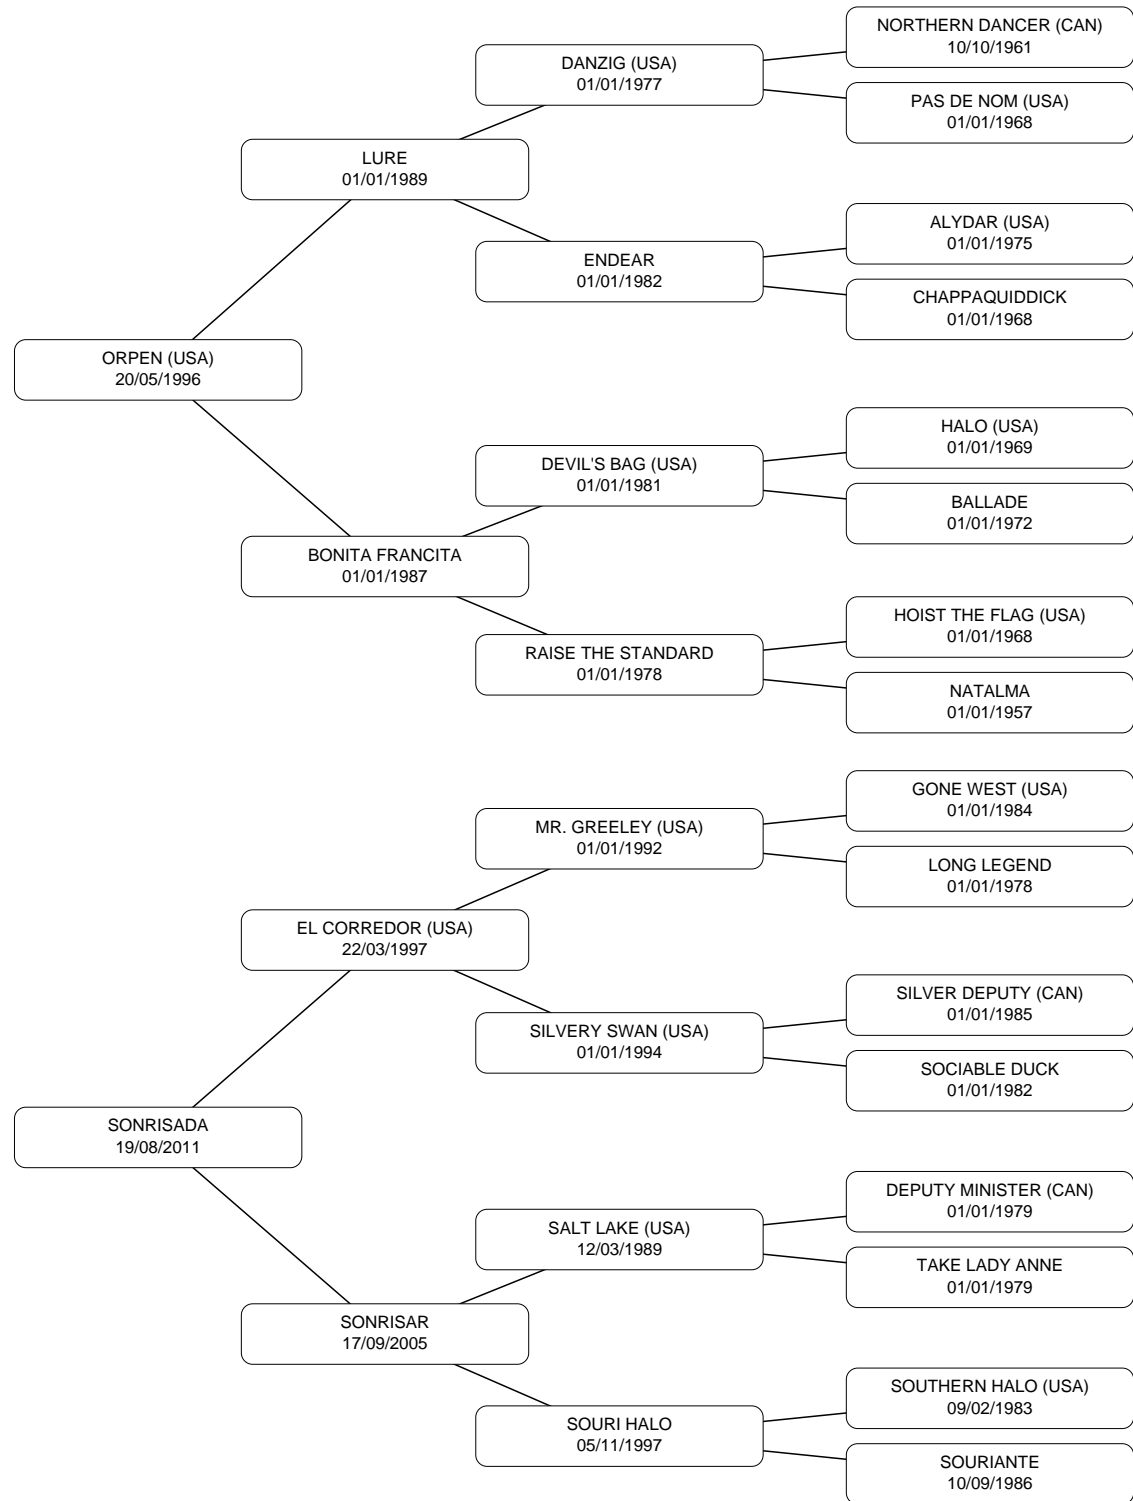 NORTHERN DANCER (CAN)
10/10/1961
DANZIG (USA)
01/01/1977
PAS DE NOM (USA)
01/01/1968
LURE
01/01/1989
ALYDAR (USA)
01/01/1975
ENDEAR
01/01/1982
CHAPPAQUIDDICK
01/01/1968
ORPEN (USA)
20/05/1996
HALO (USA)
01/01/1969
DEVIL'S BAG (USA)
01/01/1981
BALLADE
01/01/1972
BONITA FRANCITA
01/01/1987
HOIST THE FLAG (USA)
01/01/1968
RAISE THE STANDARD
01/01/1978
NATALMA
01/01/1957
GONE WEST (USA)
01/01/1984
MR. GREELEY (USA)
01/01/1992
LONG LEGEND
01/01/1978
EL CORREDOR (USA)
22/03/1997
SILVER DEPUTY (CAN)
01/01/1985
SILVERY SWAN (USA)
01/01/1994
SOCIABLE DUCK
01/01/1982
SONRISADA
19/08/2011
DEPUTY MINISTER (CAN)
01/01/1979
SALT LAKE (USA)
12/03/1989
TAKE LADY ANNE
01/01/1979
SONRISAR
17/09/2005
SOUTHERN HALO (USA)
09/02/1983
SOURI HALO
05/11/1997
SOURIANTE
10/09/1986